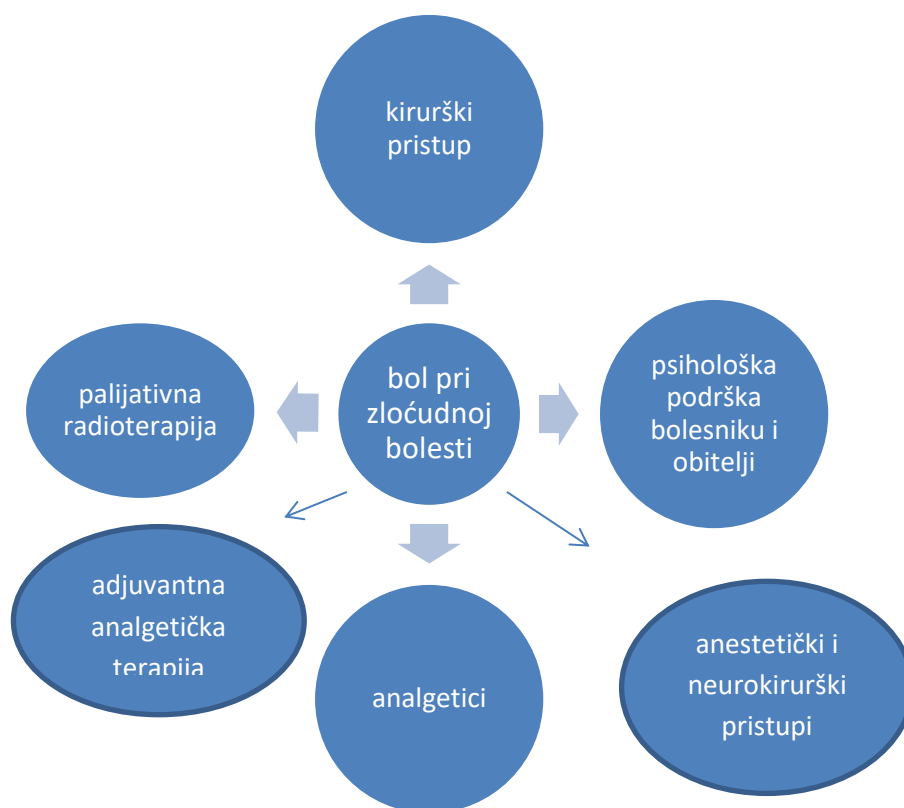 kirurški
pristup
palijativna
radioterapija
bol pri
zloćudnoj
bolesti
psihološka
podrška
bolesniku i
obitelji
adjuvantna
analgetička
terapija
analgetici
anestetički i
neurokirurški
pristupi